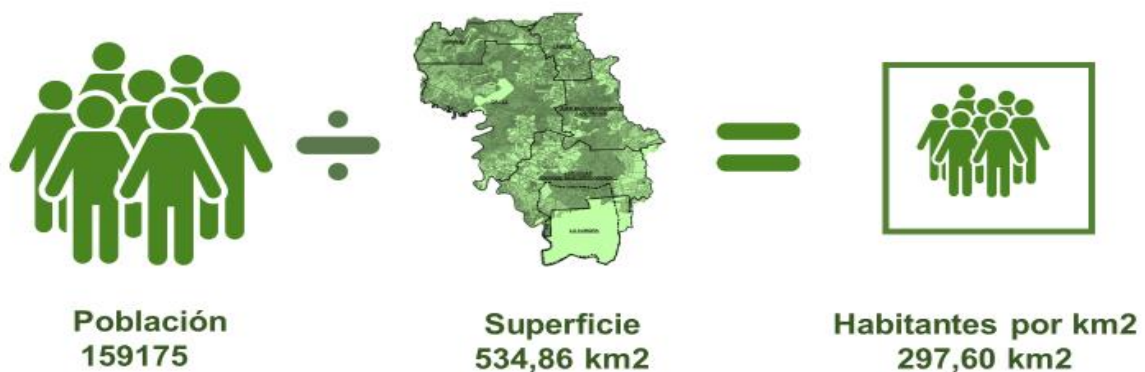 Población
159175
Superficie
534,86 km2
Habitantes por km2
297,60 km2